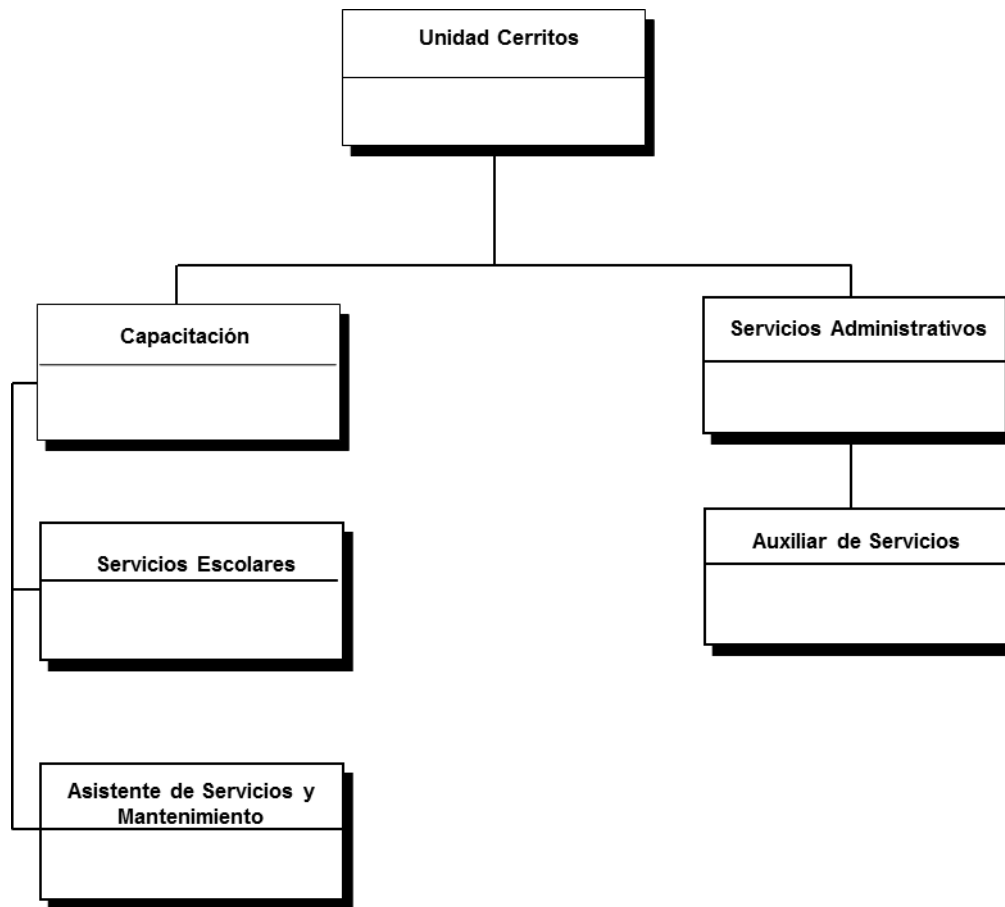 Unidad Cerritos
Capacitación
Servicios Administrativos
Servicios Escolares
Auxiliar de Servicios
Asistente de Servicios y
Mantenimiento